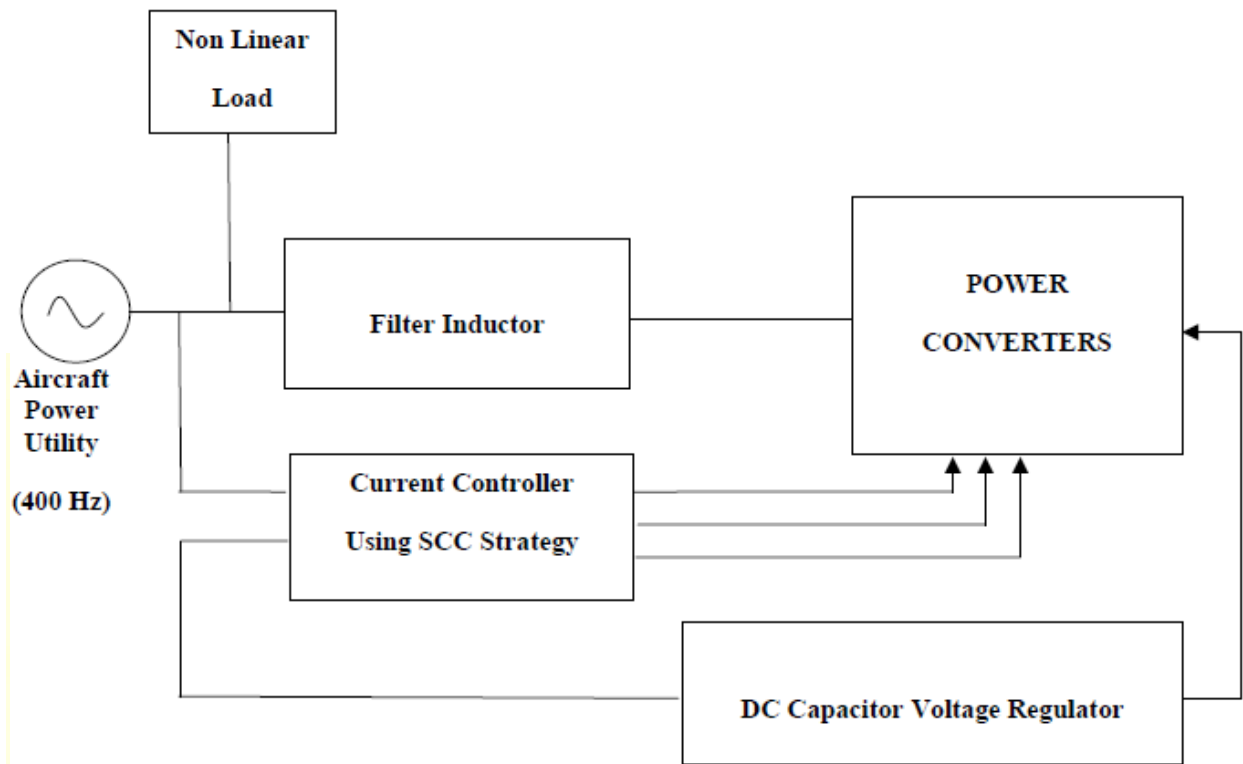 Non Linear
Load
Filter Inductor
POWER
CONVERTERS
Aircraft
Power
Utility
(400 Hz)
Current Controller
Using SCC Strategy
DC Capacitor Voltage Regulator